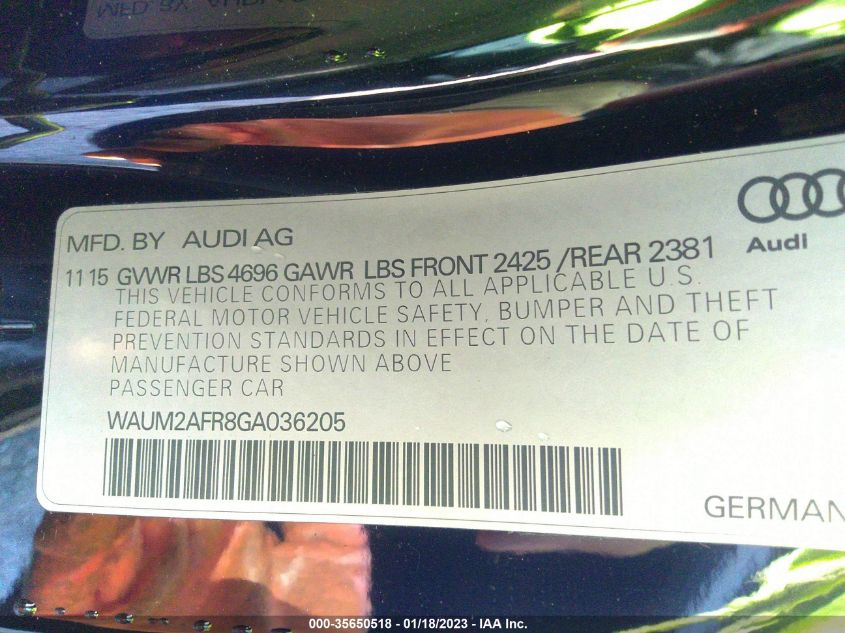 MFD. BY AUDI AG
Audi
11 15 GVWR LBS 4696 GAWR LBS FRONT 2425 /REAR 2381
THIS VEHICLE CONFORMS TO ALL APPLICABLE U.S.
FEDERAL MOTOR VEHICLE SAFETY, BUMPER AND THEFT
PREVENTION STANDARDS IN EFFECT ON THE DATE OF
MANUFACTURE SHOWN ABOVE
PASSENGER CAR
WAUM2AFR8GA036205
GERMAN
000-35650518 - 01/18/2023 - IAA Inc.